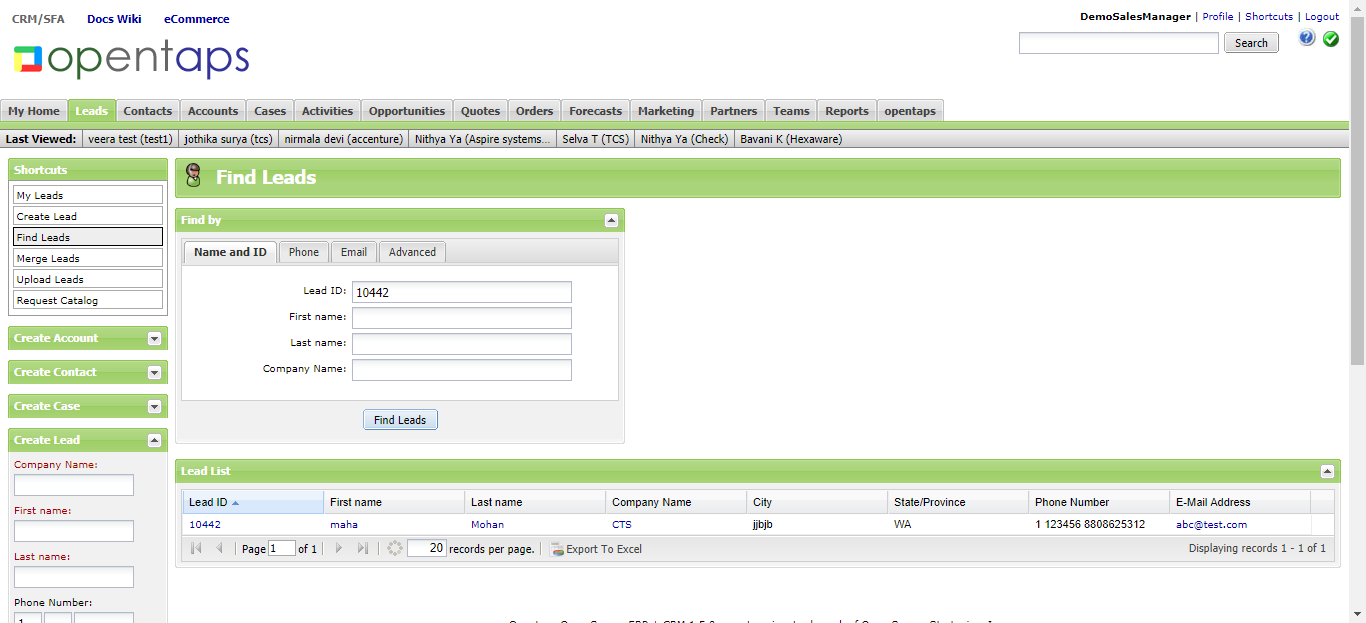 CRM/SFA Docs Wiki eCommerce
DemoSalesManager | Profile | Shortcuts | Logout
opentaps
Search
My Home Leads Contacts Accounts Cases Activities Opportunities Quotes Orders Forecasts Marketing Partners Teams Reports opentaps
Last Viewed: veera test (test1) jothika surya (tcs) nirmala devi (accenture) Nithya Ya (Aspire systems... Selva T (TCS) Nithya Ya (Check) Bavani K (Hexaware)
Shortcuts
My Leads
Create Lead
Find Leads
Merge Leads
Upload Leads
Request Catalog
Create Account
Create Contact
Create Case
Create Lead
Company Name:
First name:
Last name:
Phone Number:
1
Find Leads
Find by
Name and ID Phone Email Advanced
Lead ID: 10442
First name:
Last name:
Company Name:
Find Leads
Lead List
Lead ID First name Last name Company Name City State/Province Phone Number E-Mail Address
10442 maha Mohan CTS jjbjb WA 1 123456 8808625312 abc@test.com
Page 1 of 1 20 records per page. Export To Excel Displaying records 1 - 1 of 1